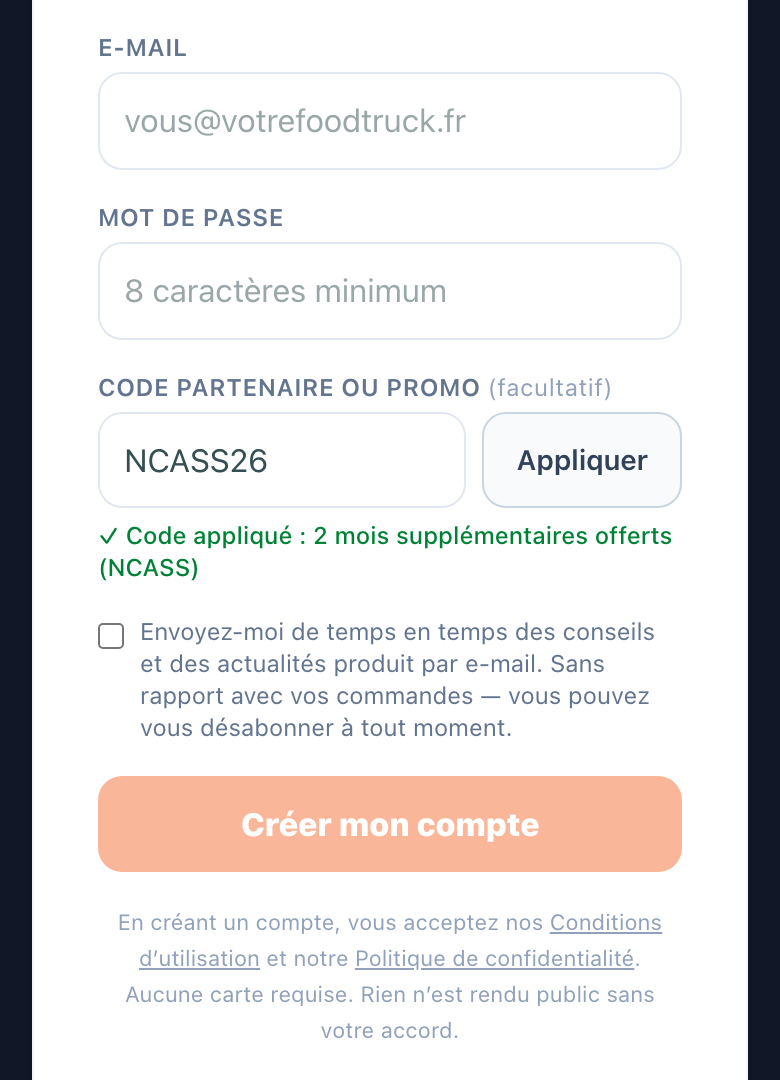 E-MAIL
vous@votrefoodtruck.fr
MOT DE PASSE
8 caractères minimum
CODE PARTENAIRE OU PROMO (facultatif)
NCASS26
Appliquer
✓ Code appliqué : 2 mois supplémentaires offerts
(NCASS)
Envoyez-moi de temps en temps des conseils
et des actualités produit par e-mail. Sans
rapport avec vos commandes — vous pouvez
vous désabonner à tout moment.
Créer mon compte
En créant un compte, vous acceptez nos Conditions
d’utilisation et notre Politique de confidentialité.
Aucune carte requise. Rien n’est rendu public sans
votre accord.